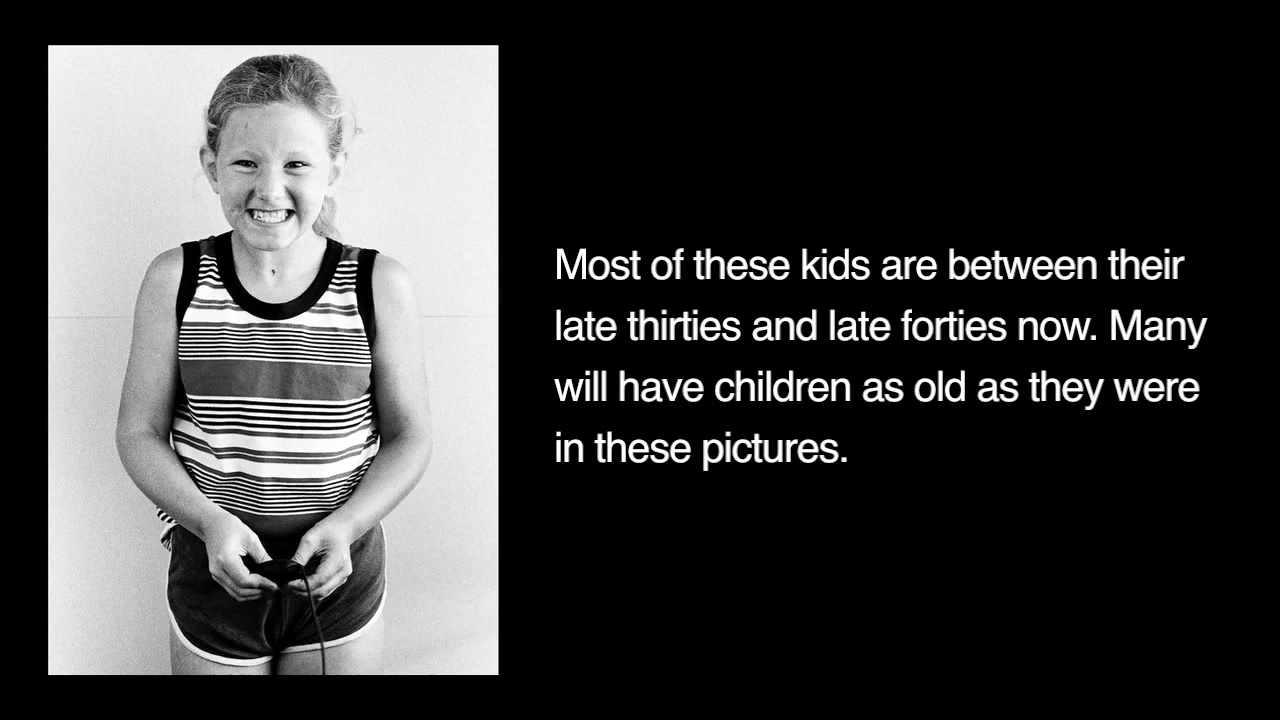 Most of these kids are between their
late thirties and late forties now. Many
will have children as old as they were
in these pictures.